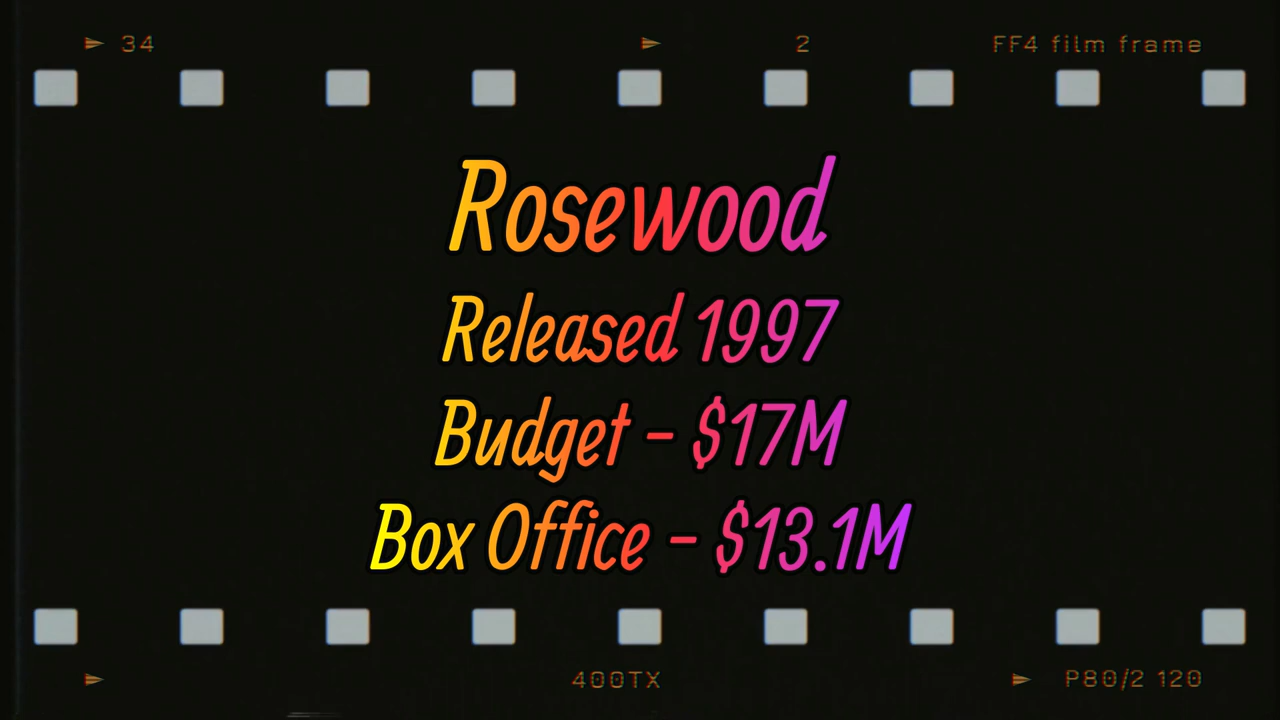 34 2 FF4 film frame
Rosewood
Released 1997
Budget - $17M
Box Office - $13.1M
400TX P80/2 120